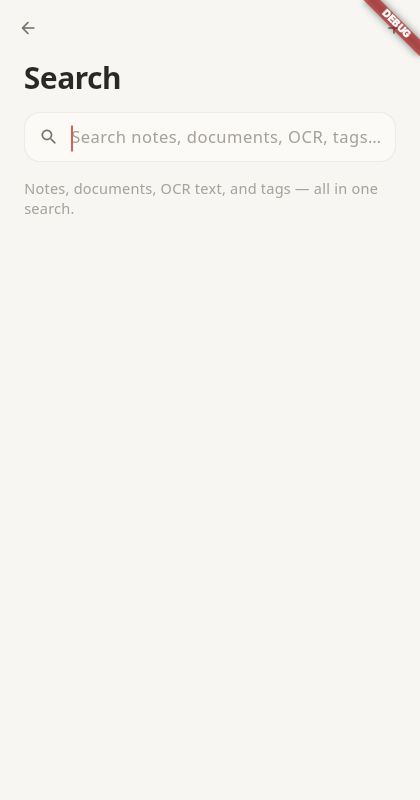 DEBUG
Search
Search notes, documents, OCR, tags...
Notes, documents, OCR text, and tags — all in one
search.